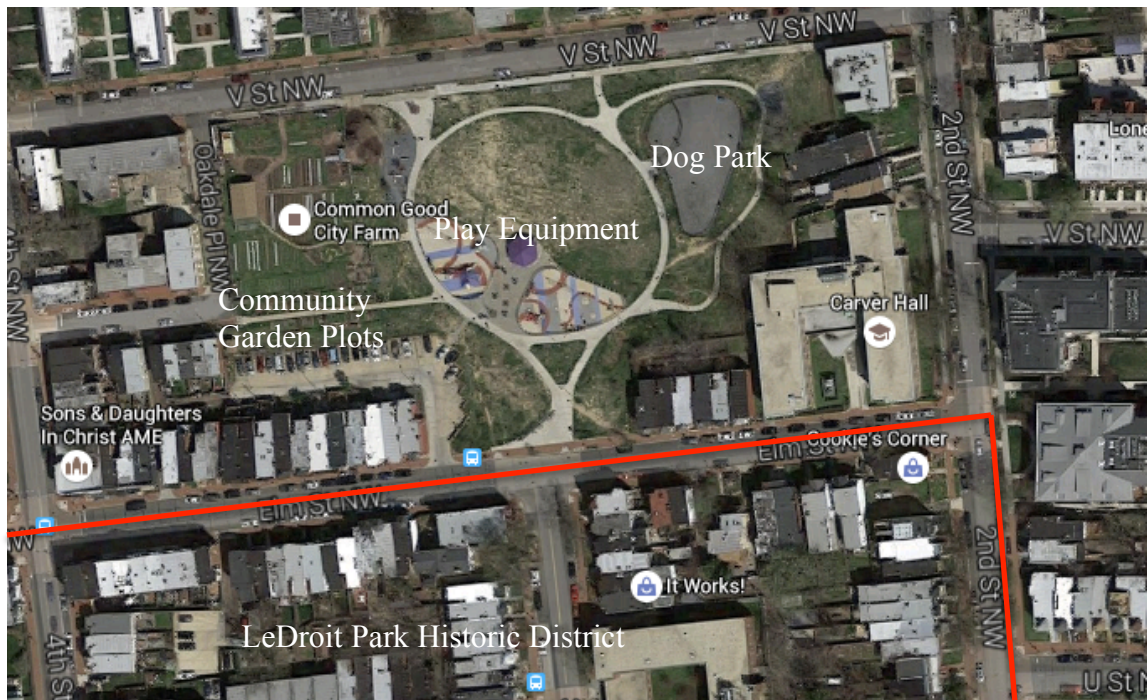 V St NW
V St NW
V St NW
Oakdale Pl NW
2nd St NW
Dog Park
Common Good
City Farm
Play Equipment
V St NW
Community
Garden Plots
Carver Hall
Sons & Daughters
In Christ AME
Cookie's Corner
Elm St N
Elm St NW
2nd St NW
It Works!
LeDroit Park Historic District
4th S
U St